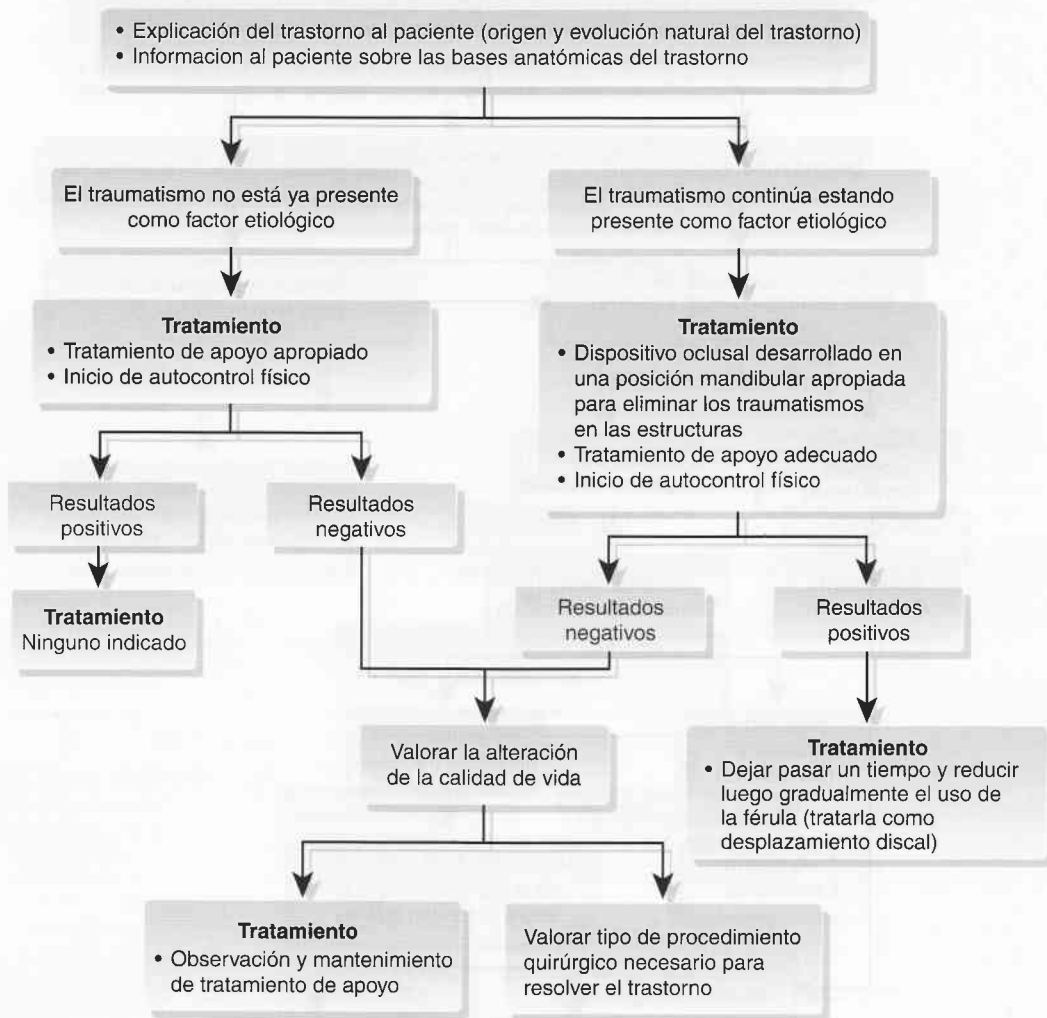 • Explicación del trastorno al paciente (origen y evolución natural del trastorno)
• Informacion al paciente sobre las bases anatómicas del trastorno
El traumatismo no está ya presente
como factor etiológico
El traumatismo continúa estando
presente como factor etiológico
Tratamiento
• Tratamiento de apoyo apropiado
• Inicio de autocontrol físico
Tratamiento
• Dispositivo oclusal desarrollado en
una posición mandibular apropiada
para eliminar los traumatismos
en las estructuras
• Tratamiento de apoyo adecuado
• Inicio de autocontrol físico
Resultados
positivos
Resultados
negativos
Tratamiento
Ninguno indicado
Resultados
negativos
Resultados
positivos
Valorar la alteración
de la calidad de vida
Tratamiento
• Dejar pasar un tiempo y reducir
luego gradualmente el uso de
la férula (tratarla como
desplazamiento discal)
Tratamiento
• Observación y mantenimiento
de tratamiento de apoyo
Valorar tipo de procedimiento
quirúrgico necesario para
resolver el trastorno